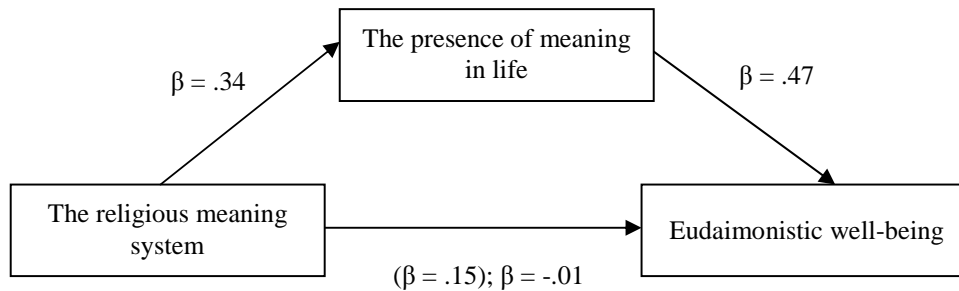 The presence of meaning
in life
β = .34
β = .47
The religious meaning
system
Eudaimonistic well-being
(β = .15); β = -.01